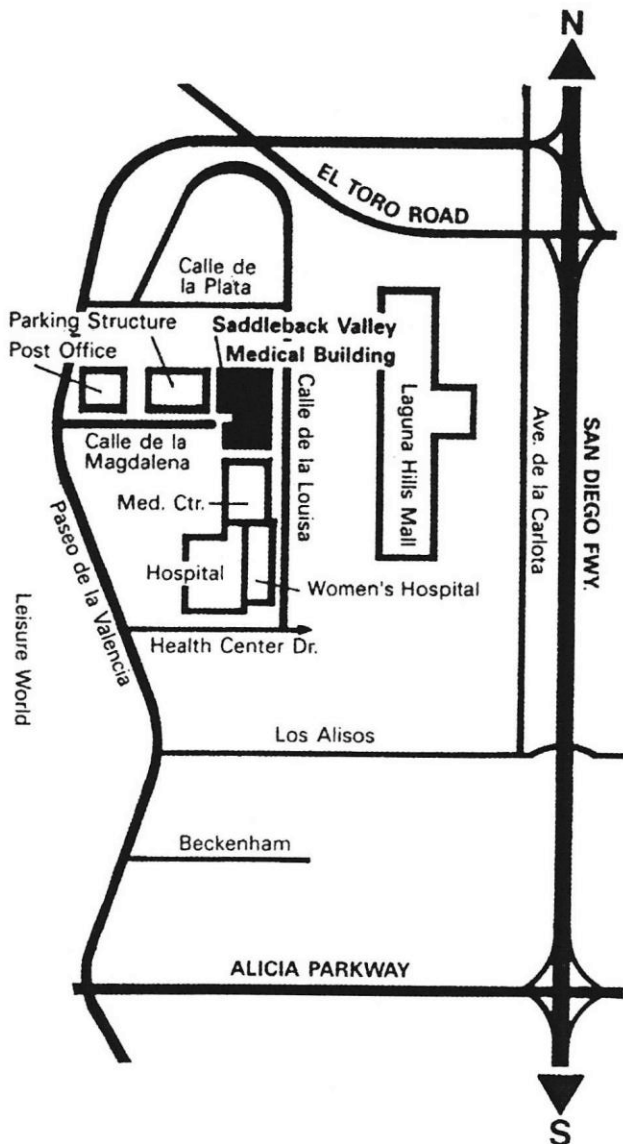 N
EL TORO ROAD
Calle de
la Plata
Parking Structure
Saddleback Valley
Medical Building
Post Office
Calle de la
Magdalena
Calle de la Louisa
Laguna Hills Mall
Ave. de la Carlota
SAN DIEGO FWY.
Med. Ctr.
Hospital
Women's Hospital
Paseo de la Valencia
Leisure World
Health Center Dr.
Los Alisos
Beckenham
ALICIA PARKWAY
S